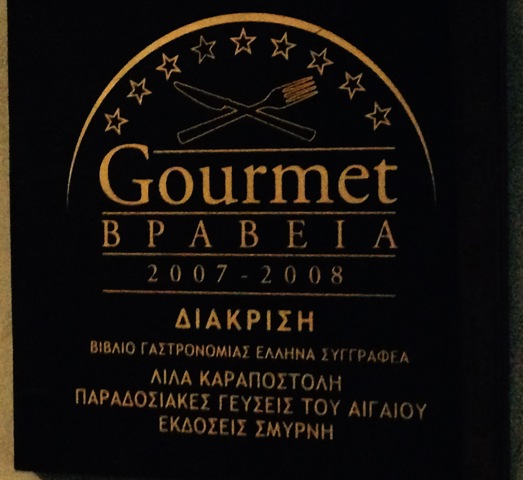 Gourmet
ΒΡΑΒΕΙΑ
2007-2008
ΔΙΑΚΡΙΣΗ
ΒΙΒΛΙΟ ΓΑΣΤΡΟΝΟΜΙΑΣ ΕΛΛΗΝΑ ΣΥΓΓΡΑΦΕΑ
ΛΙΛΑ ΚΑΡΑΠΟΣΤΟΛΗ
ΠΑΡΑΔΟΣΙΑΚΕΣ ΓΕΥΣΕΙΣ ΤΟΥ ΑΙΓΑΙΟΥ
ΕΚΔΟΣΕΙΣ ΣΜΥΡΝΗ